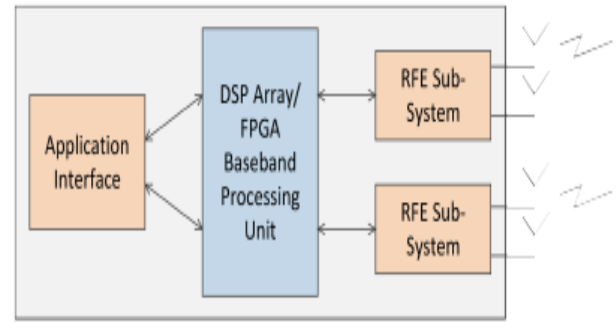 Application
Interface
DSP Array/
FPGA
Baseband
Processing
Unit
RFE Sub-
System
RFE Sub-
System